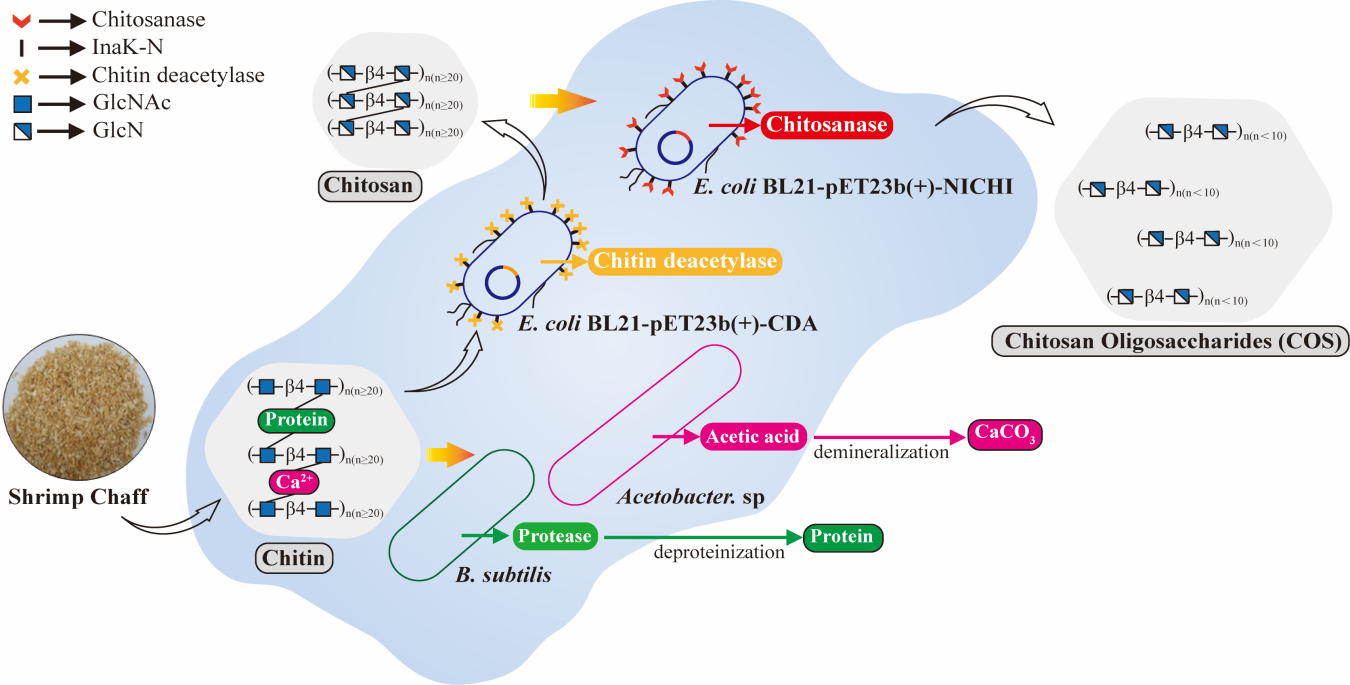 Chitosanase
InaK-N
Chitin deacetylase
GlcNAc
GlcN
(-β4-)n(n≥20)
(-β4-)n(n≥20)
(-β4-)n(n≥20)
Chitosan
Chitosanase
E. coli BL21-pET23b(+)-NICHI
(-β4-)n(n<10)
(-β4-)n(n<10)
(-β4-)n(n<10)
(-β4-)n(n<10)
Chitosan Oligosaccharides (COS)
Chitin deacetylase
E. coli BL21-pET23b(+)-CDA
Shrimp Chaff
(-β4-)n(n≥20)
Protein
(-β4-)n(n≥20)
Ca2+
(-β4-)n(n≥20)
Chitin
Acetic acid
demineralization
CaCO3
Acetobacter. sp
Protease
deproteinization
Protein
B. subtilis